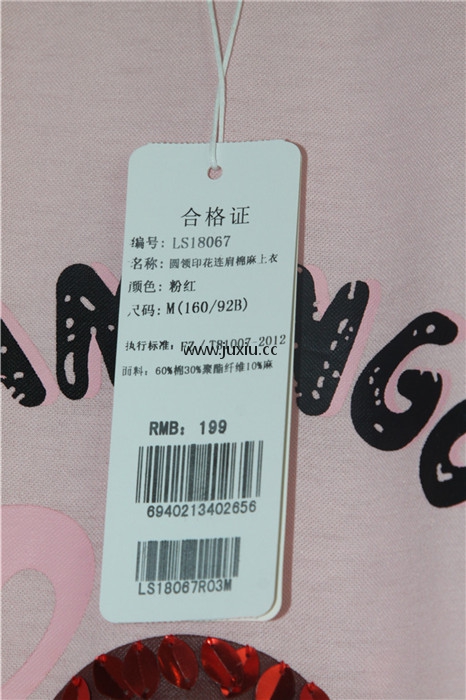 合格证
编号: LS18067
名称: 圆领印花连肩棉麻上衣
颜色: 粉红
尺码: M(160/92B)
执行标准: FZ/T81007-2012
www.juxiu.cc
面料: 60%棉30%聚酯纤维10%麻
RMB: 199
6940213402656
LS18067R03M